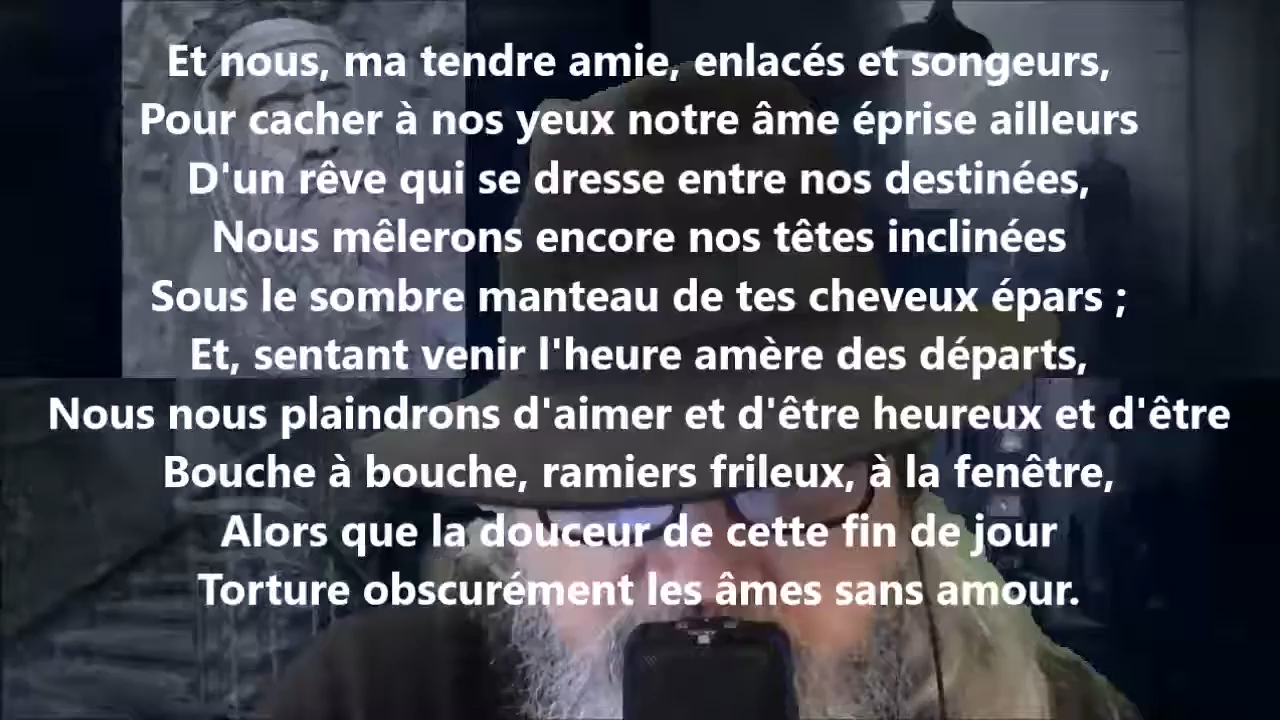 Et nous, ma tendre amie, enlacés et songeurs,
Pour cacher à nos yeux notre âme éprise ailleurs
D'un rêve qui se dresse entre nos destinées,
Nous mêlerons encore nos têtes inclinées
Sous le sombre manteau de tes cheveux épars ;
Et, sentant venir l'heure amère des départs,
Nous nous plaindrons d'aimer et d'être heureux et d'être
Bouche à bouche, ramiers frileux, à la fenêtre,
Alors que la douceur de cette fin de jour
Torture obscurément les âmes sans amour.